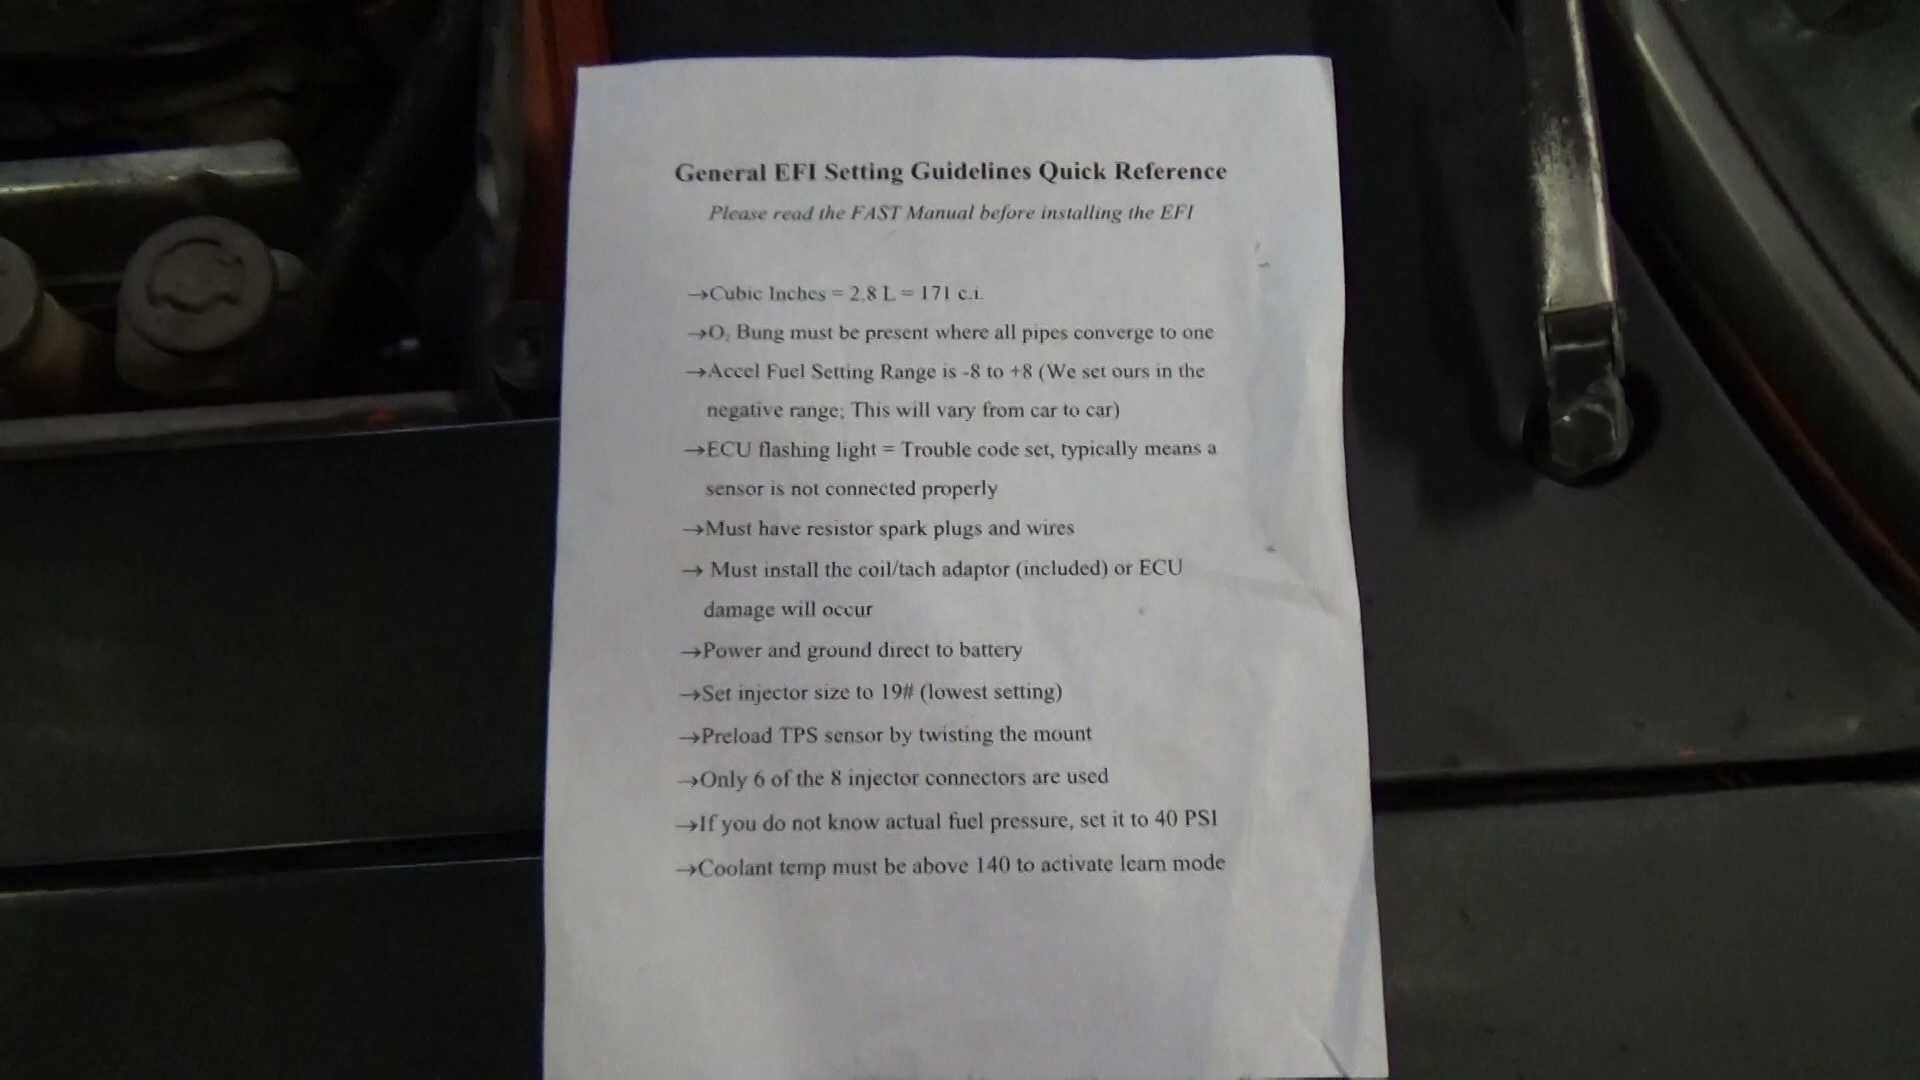 General EFI Setting Guidelines Quick Reference
Please read the FAST Manual before installing the EFI
→Cubic Inches = 2.8 L = 171 c.i.
→O₂ Bung must be present where all pipes converge to one
→Accel Fuel Setting Range is -8 to +8 (We set ours in the
negative range; This will vary from car to car)
→ECU flashing light = Trouble code set, typically means a
sensor is not connected properly
→Must have resistor spark plugs and wires
→ Must install the coil/tach adaptor (included) or ECU
damage will occur
→Power and ground direct to battery
→Set injector size to 19# (lowest setting)
→Preload TPS sensor by twisting the mount
→Only 6 of the 8 injector connectors are used
→If you do not know actual fuel pressure, set it to 40 PSI
→Coolant temp must be above 140 to activate learn mode